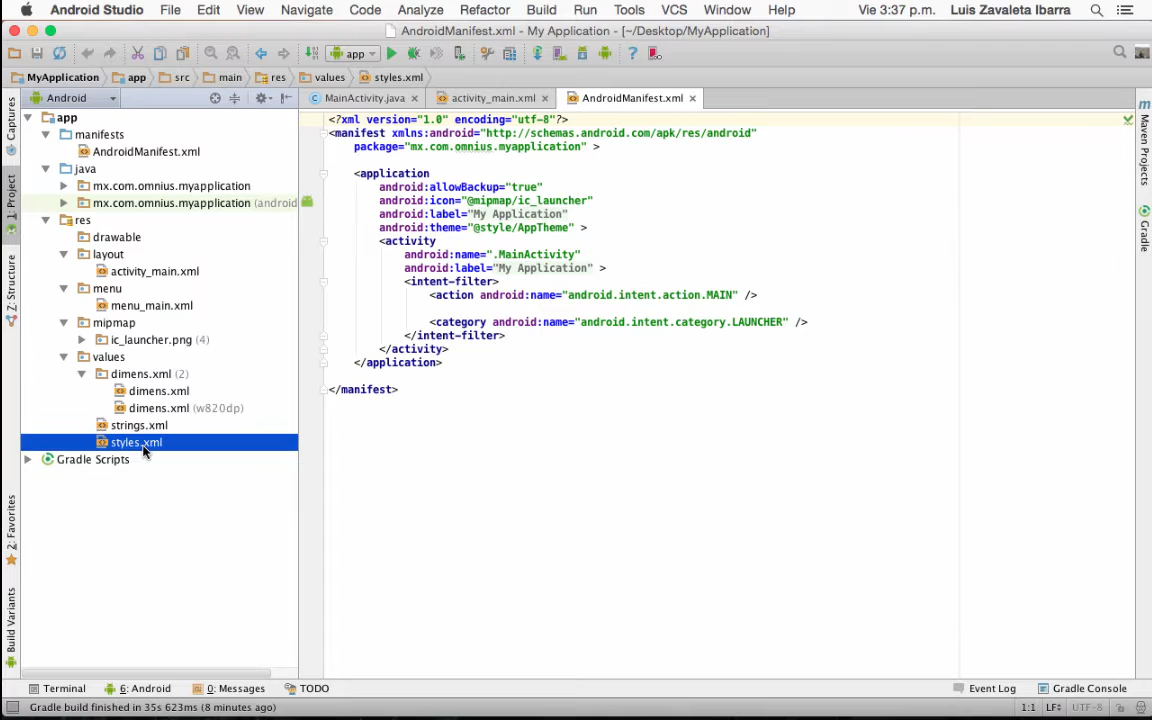 Android Studio File Edit View Navigate Code Analyze Refactor Build Run Tools VCS Window Help Vie 3:37 p.m. Luis Zavaleta Ibarra
AndroidManifest.xml - My Application - [~/Desktop/MyApplication]
app
MyApplication app src main res values styles.xml
Android
MainActivity.java activity_main.xml AndroidManifest.xml
Captures
1: Project
Z: Structure
2: Favorites
Build Variants
app
manifests
AndroidManifest.xml
java
mx.com.omnius.myapplication
mx.com.omnius.myapplication (android
res
drawable
layout
activity_main.xml
menu
menu_main.xml
mipmap
ic_launcher.png (4)
values
dimens.xml (2)
dimens.xml
dimens.xml (w820dp)
strings.xml
styles.xml
Gradle Scripts
<?xml version="1.0" encoding="utf-8"?>
<manifest xmlns:android="http://schemas.android.com/apk/res/android"
package="mx.com.omnius.myapplication" >
<application
android:allowBackup="true"
android:icon="@mipmap/ic_launcher"
android:label="My Application"
android:theme="@style/AppTheme" >
<activity
android:name=".MainActivity"
android:label="My Application" >
<intent-filter>
<action android:name="android.intent.action.MAIN" />
<category android:name="android.intent.category.LAUNCHER" />
</intent-filter>
</activity>
</application>
</manifest>
m
Maven Projects
Gradle
Terminal 6: Android 0: Messages TODO Event Log Gradle Console
Gradle build finished in 35s 623ms (8 minutes ago) 1:1 LF UTF-8